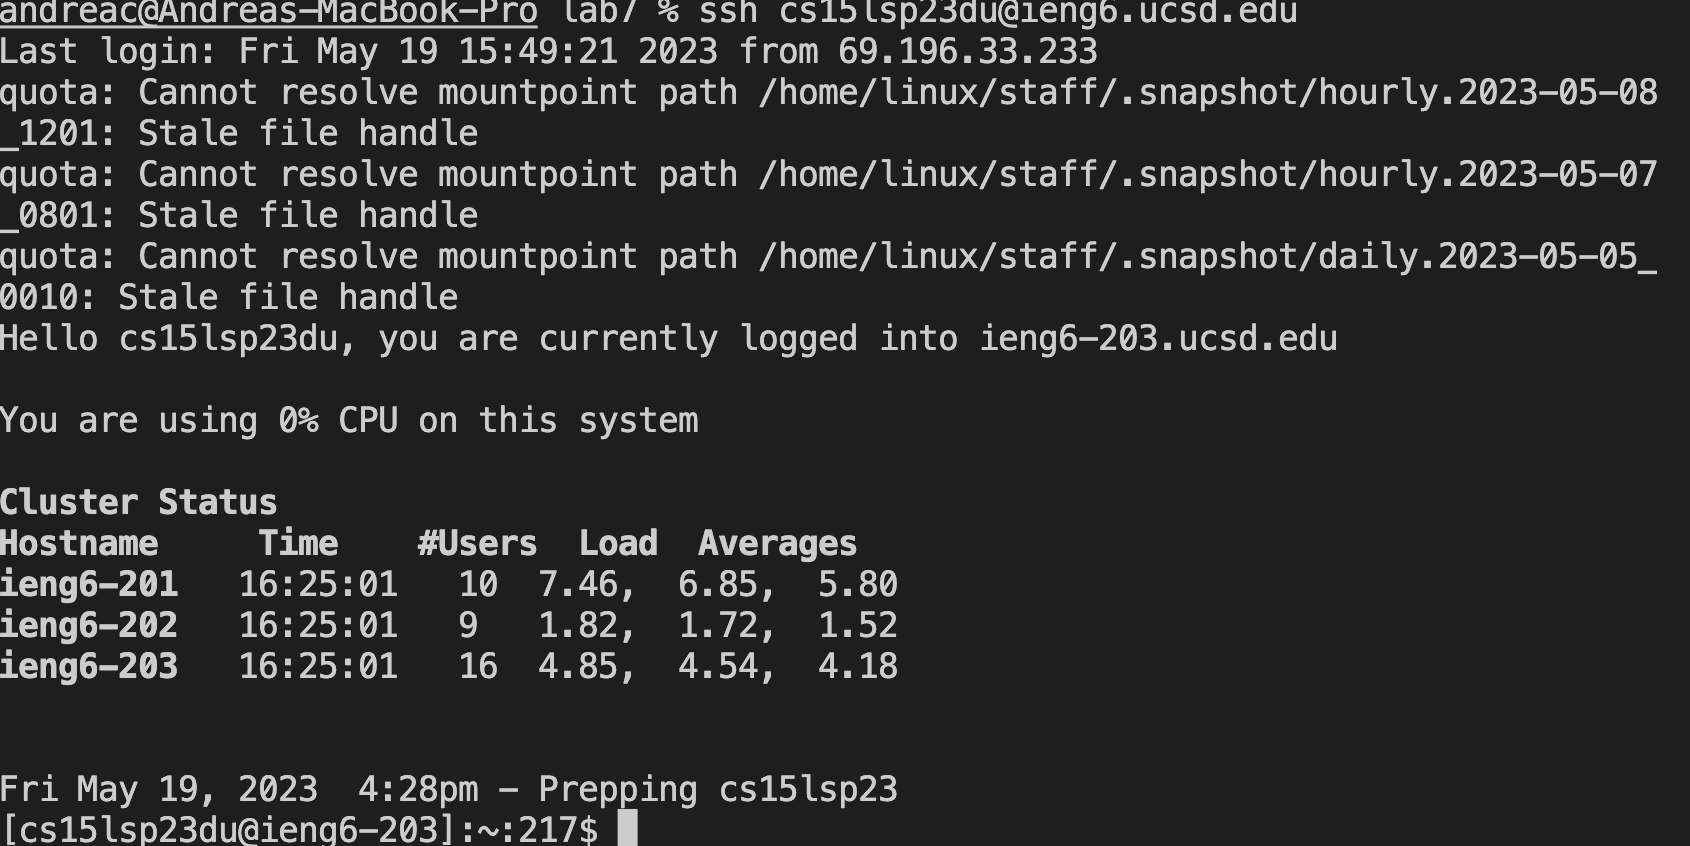 andreac@Andreas-MacBook-Pro lab7 % ssh cs15lsp23du@ieng6.ucsd.edu
Last login: Fri May 19 15:49:21 2023 from 69.196.33.233
quota: Cannot resolve mountpoint path /home/linux/staff/.snapshot/hourly.2023-05-08
_1201: Stale file handle
quota: Cannot resolve mountpoint path /home/linux/staff/.snapshot/hourly.2023-05-07
_0801: Stale file handle
quota: Cannot resolve mountpoint path /home/linux/staff/.snapshot/daily.2023-05-05_
0010: Stale file handle
Hello cs15lsp23du, you are currently logged into ieng6-203.ucsd.edu
You are using 0% CPU on this system
Cluster Status
Hostname     Time    #Users  Load  Averages
ieng6-201   16:25:01   10  7.46,  6.85,  5.80
ieng6-202   16:25:01   9   1.82,  1.72,  1.52
ieng6-203   16:25:01   16  4.85,  4.54,  4.18
Fri May 19, 2023  4:28pm - Prepping cs15lsp23
[cs15lsp23du@ieng6-203]:~:217$